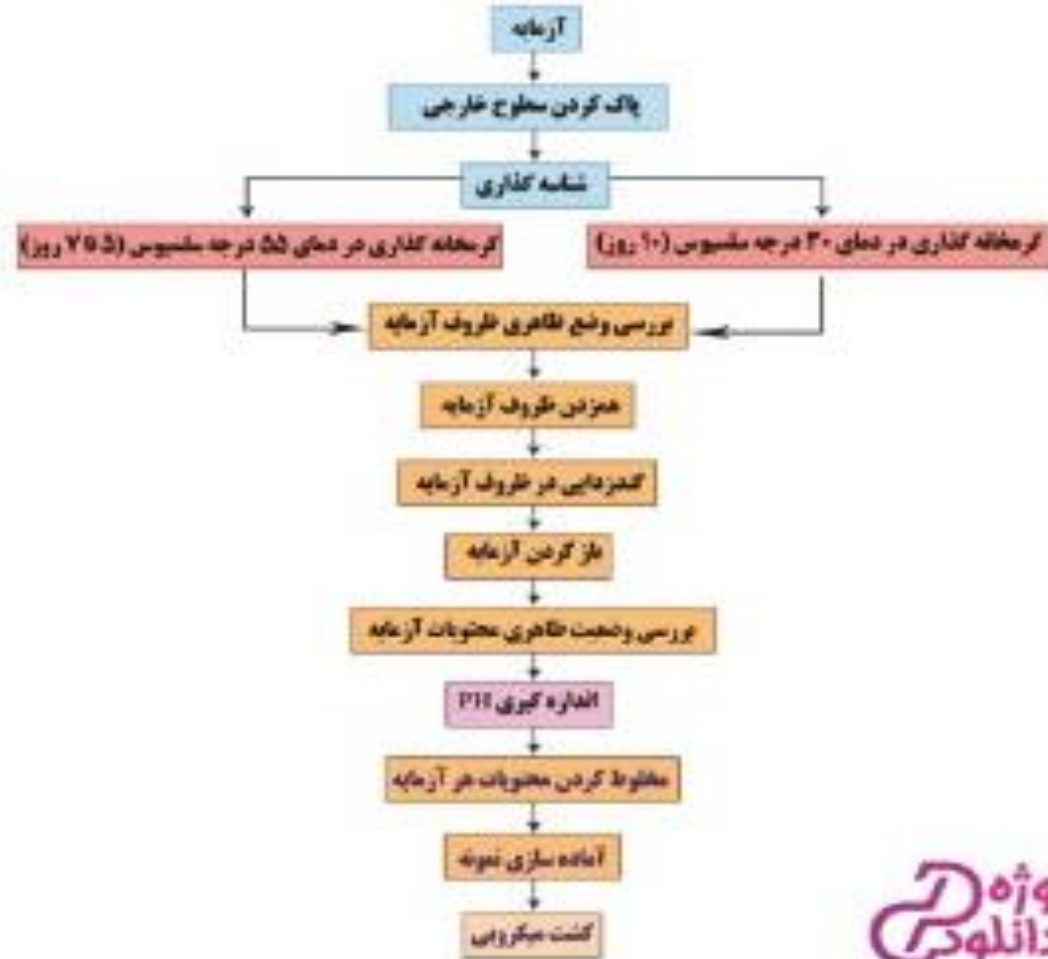 آزمایه
پاک کردن سطوح خارجی
شناسه گذاری
گرمخانه گذاری در دمای ۳۰ درجه سلسیوس (۱۰ روز)
گرمخانه گذاری در دمای ۵۵ درجه سلسیوس (۵ تا ۷ روز)
بررسی وضع ظاهری ظروف آزمایه
همزدن ظروف آزمایه
گندزدایی در ظروف آزمایه
باز کردن آزمایه
بررسی وضعیت ظاهری محتویات آزمایه
اندازه گیری PH
مخلوط کردن محتویات هر آزمایه
آماده سازی نمونه
کشت میکروبی
دانلود